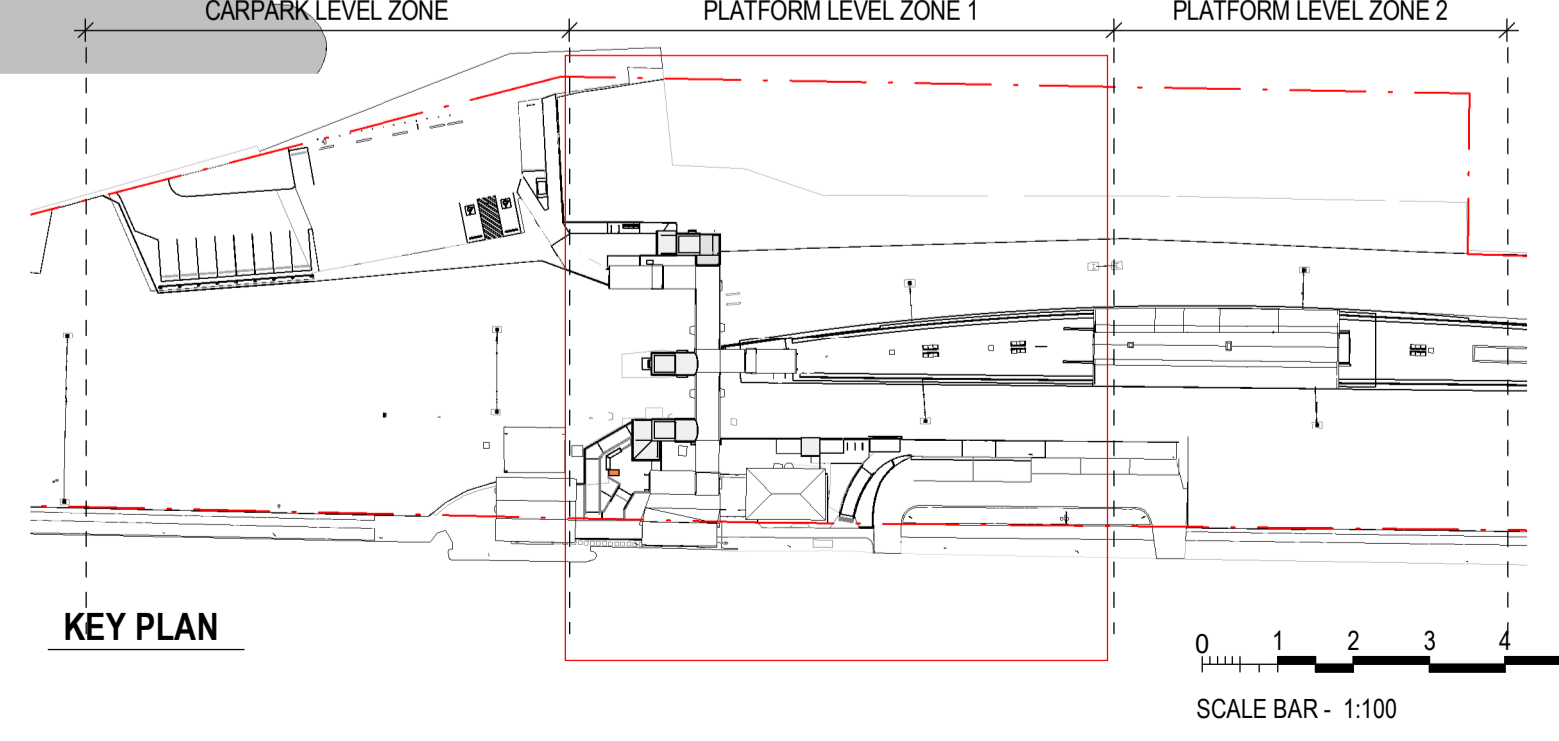 CARPARK LEVEL ZONE
PLATFORM LEVEL ZONE 1
PLATFORM LEVEL ZONE 2
KEY PLAN
0 1 2 3 4
SCALE BAR - 1:100